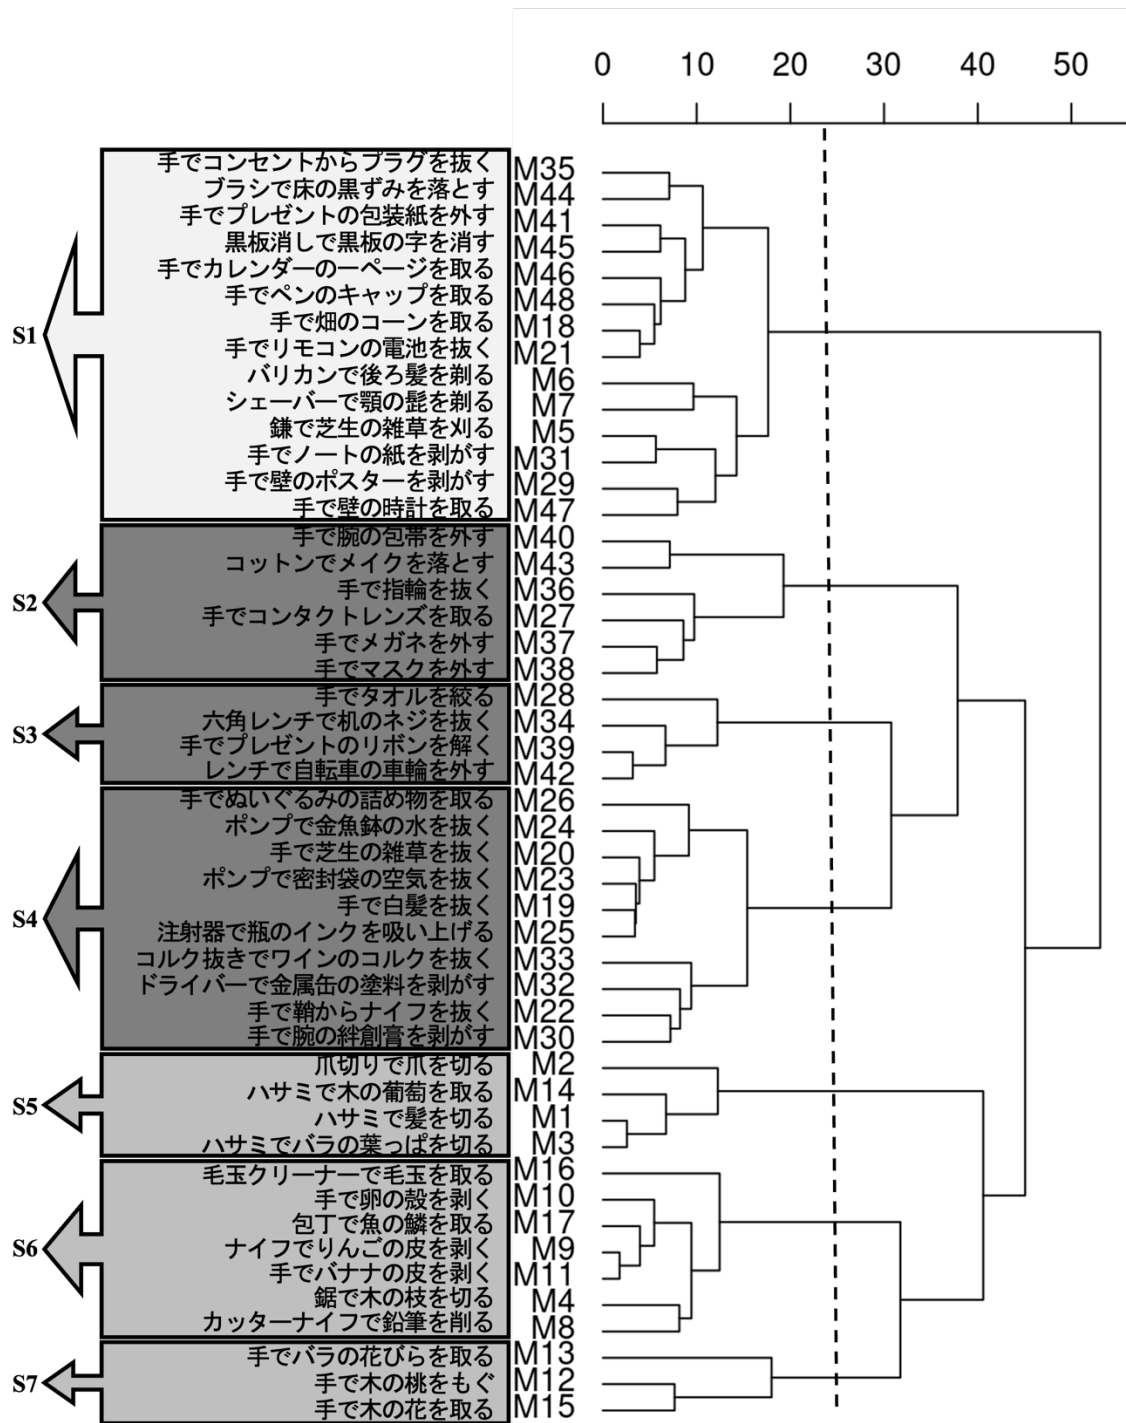 0 10 20 30 40 50
手でコンセントからプラグを抜く M35
ブラシで床の黒ずみを落とす M44
手でプレゼントの包装紙を外す M41
黒板消しで黒板の字を消す M45
手でカレンダーの一ページを取る M46
手でペンのキャップを取る M48
S1 手で畑のコーンを取る M18
手でリモコンの電池を抜く M21
バリカンで後ろ髪を剃る M6
シェーバーで顎の髭を剃る M7
鎌で芝生の雑草を刈る M5
手でノートの紙を剥がす M31
手で壁のポスターを剥がす M29
手で壁の時計を取る M47
手で腕の包帯を外す M40
コットンでメイクを落とす M43
手で指輪を抜く M36
S2 手でコンタクトレンズを取る M27
手でメガネを外す M37
手でマスクを外す M38
手でタオルを絞る M28
六角レンチで机のネジを抜く M34
S3 手でプレゼントのリボンを解く M39
レンチで自転車の車輪を外す M42
手でぬいぐるみの詰め物を取る M26
ポンプで金魚鉢の水を抜く M24
手で芝生の雑草を抜く M20
ポンプで密封袋の空気を抜く M23
手で白髪を抜く M19
S4 注射器で瓶のインクを吸い上げる M25
コルク抜きでワインのコルクを抜く M33
ドライバーで金属缶の塗料を剥がす M32
手で鞘からナイフを抜く M22
手で腕の絆創膏を剥がす M30
爪切りで爪を切る M2
S5 ハサミで木の葡萄を取る M14
ハサミで髪を切る M1
ハサミでバラの葉っぱを切る M3
毛玉クリーナーで毛玉を取る M16
手で卵の殻を剥く M10
包丁で魚の鱗を取る M17
S6 ナイフでりんごの皮を剥く M9
手でバナナの皮を剥く M11
鋸で木の枝を切る M4
カッターナイフで鉛筆を削る M8
手でバラの花びらを取る M13
S7 手で木の桃をもぐ M12
手で木の花を取る M15